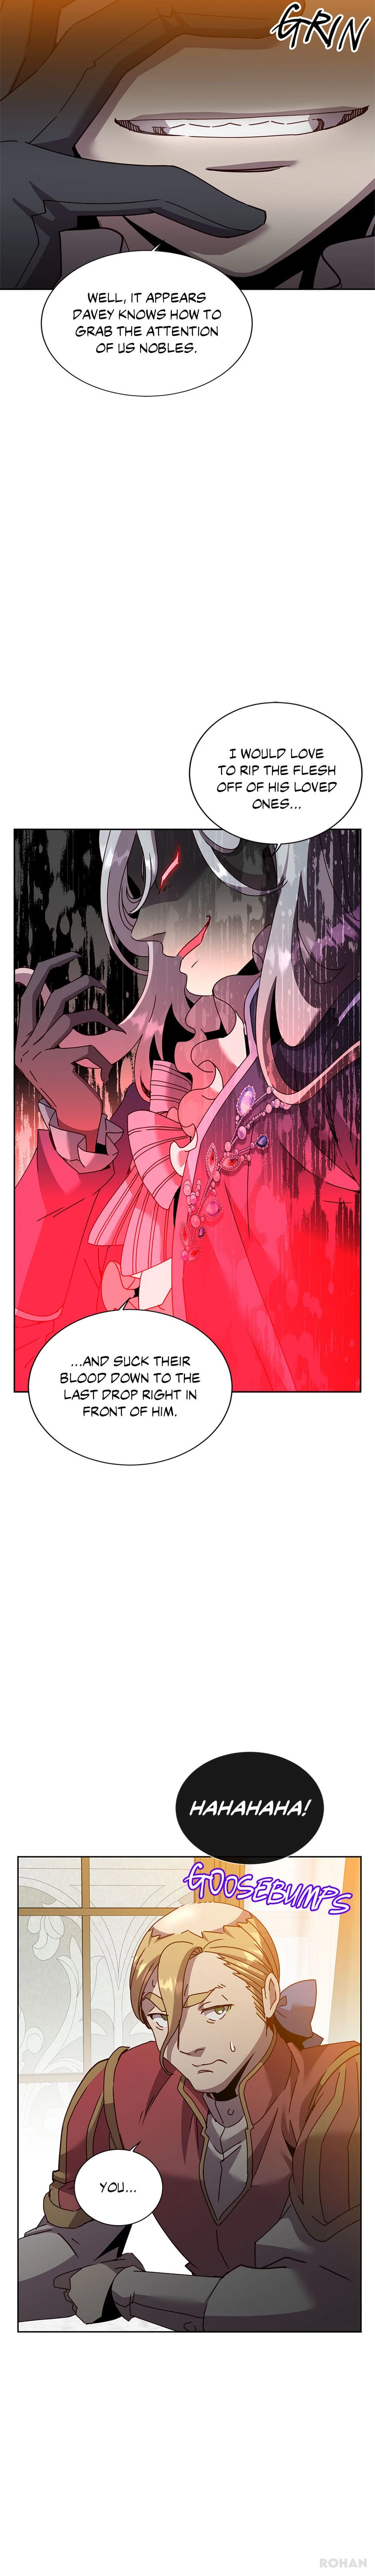 GRIN
WELL, IT APPEARS
DAVEY KNOWS HOW TO
GRAB THE ATTENTION
OF US NOBLES.
I WOULD LOVE
TO RIP THE FLESH
OFF OF HIS LOVED
ONES...
...AND SUCK THEIR
BLOOD DOWN TO THE
LAST DROP RIGHT IN
FRONT OF HIM.
HAHAHAHA!
GOOSEBUMPS
YOU...
ROHAN